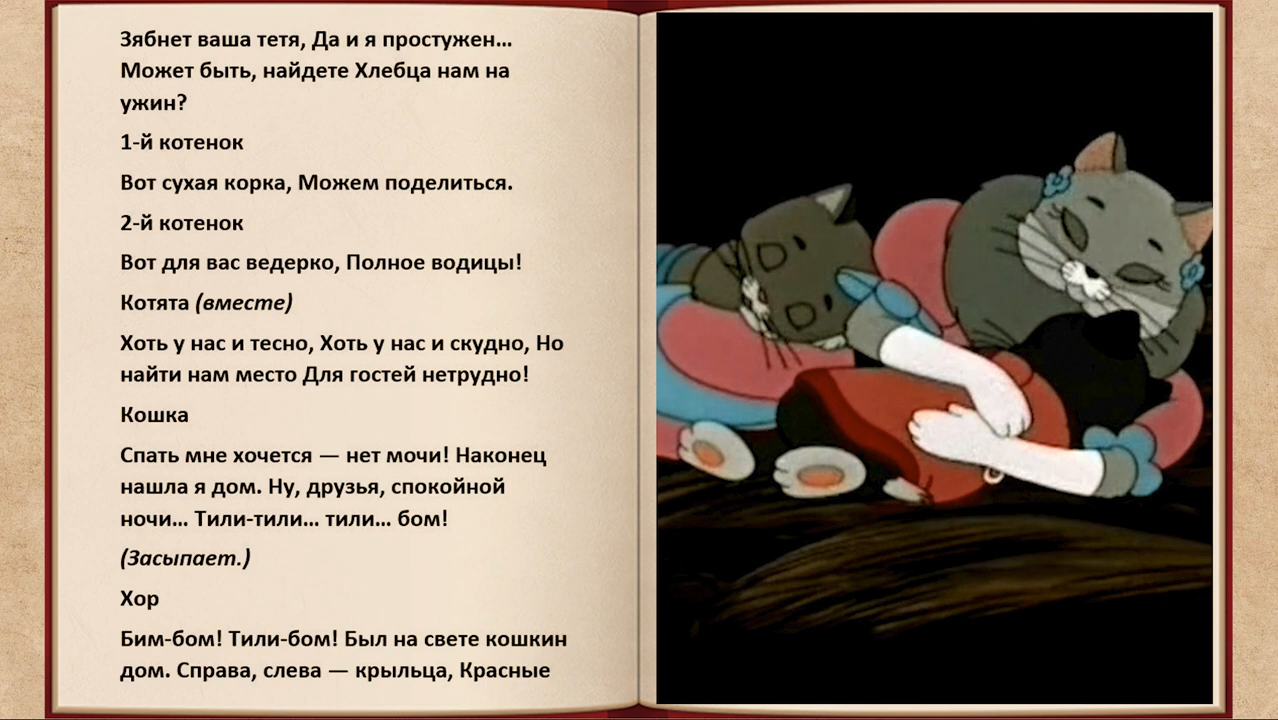 Зябнет ваша тетя, Да и я простужен...
Может быть, найдете Хлебца нам на
ужин?
1-й котенок
Вот сухая корка, Можем поделиться.
2-й котенок
Вот для вас ведерко, Полное водицы!
Котята (вместе)
Хоть у нас и тесно, Хоть у нас и скудно, Но
найти нам место Для гостей нетрудно!
Кошка
Спать мне хочется — нет мочи! Наконец
нашла я дом. Ну, друзья, спокойной
ночи... Тили-тили... тили... бом!
(Засыпает.)
Хор
Бим-бом! Тили-бом! Был на свете кошкин
дом. Справа, слева — крыльца, Красные